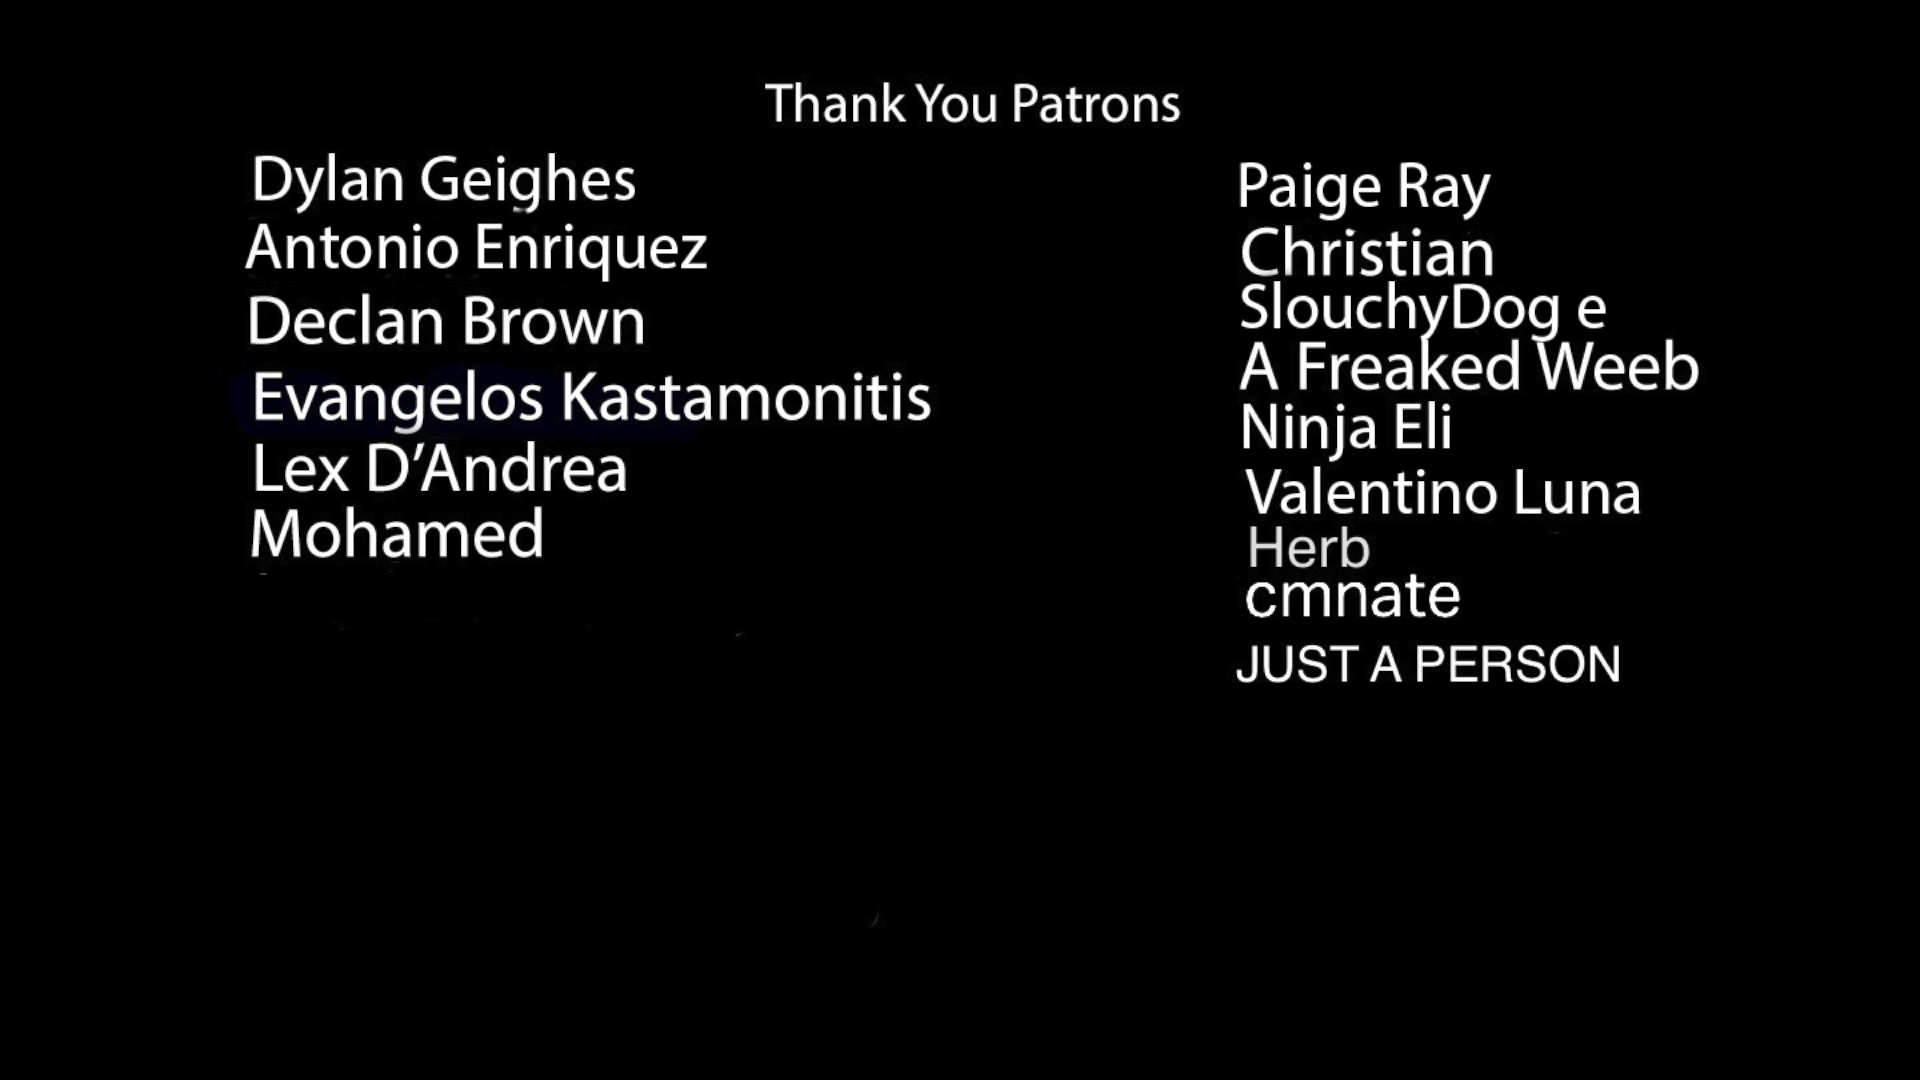 Thank You Patrons
Dylan Geighes
Antonio Enriquez
Declan Brown
Evangelos Kastamonitis
Lex D’Andrea
Mohamed
Paige Ray
Christian
SlouchyDog e
A Freaked Weeb
Ninja Eli
Valentino Luna
Herb
cmnate
JUST A PERSON